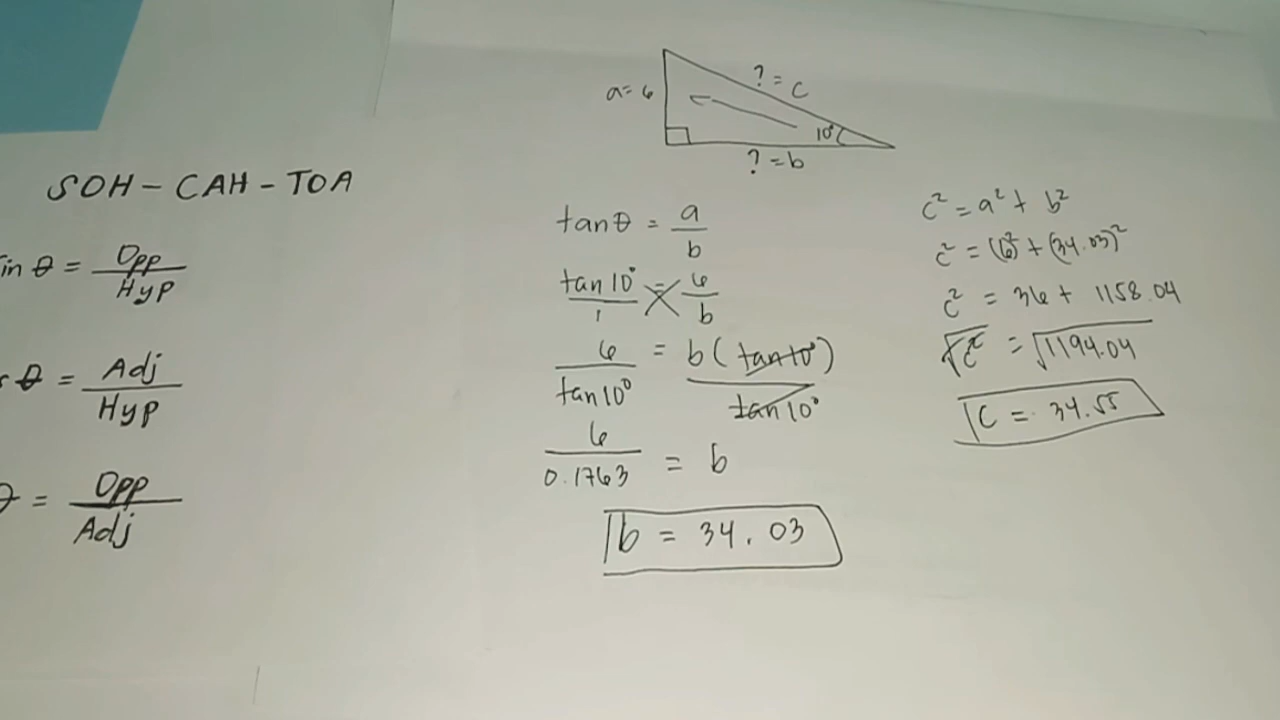 SOH - CAH - TOA
in θ = Opp / Hyp
θ = Adj / Hyp
= Opp / Adj
a = 6
? = c
10°
? = b
tan θ = a / b
tan 10° / 1 = 6 / b
6 / tan 10° = b ( tan 10° ) / tan 10°
6 / 0.1763 = b
b = 34.03
c² = a² + b²
c² = (6)² + (34.03)²
c² = 36 + 1158.04
√c² = √1194.04
c = 34.55